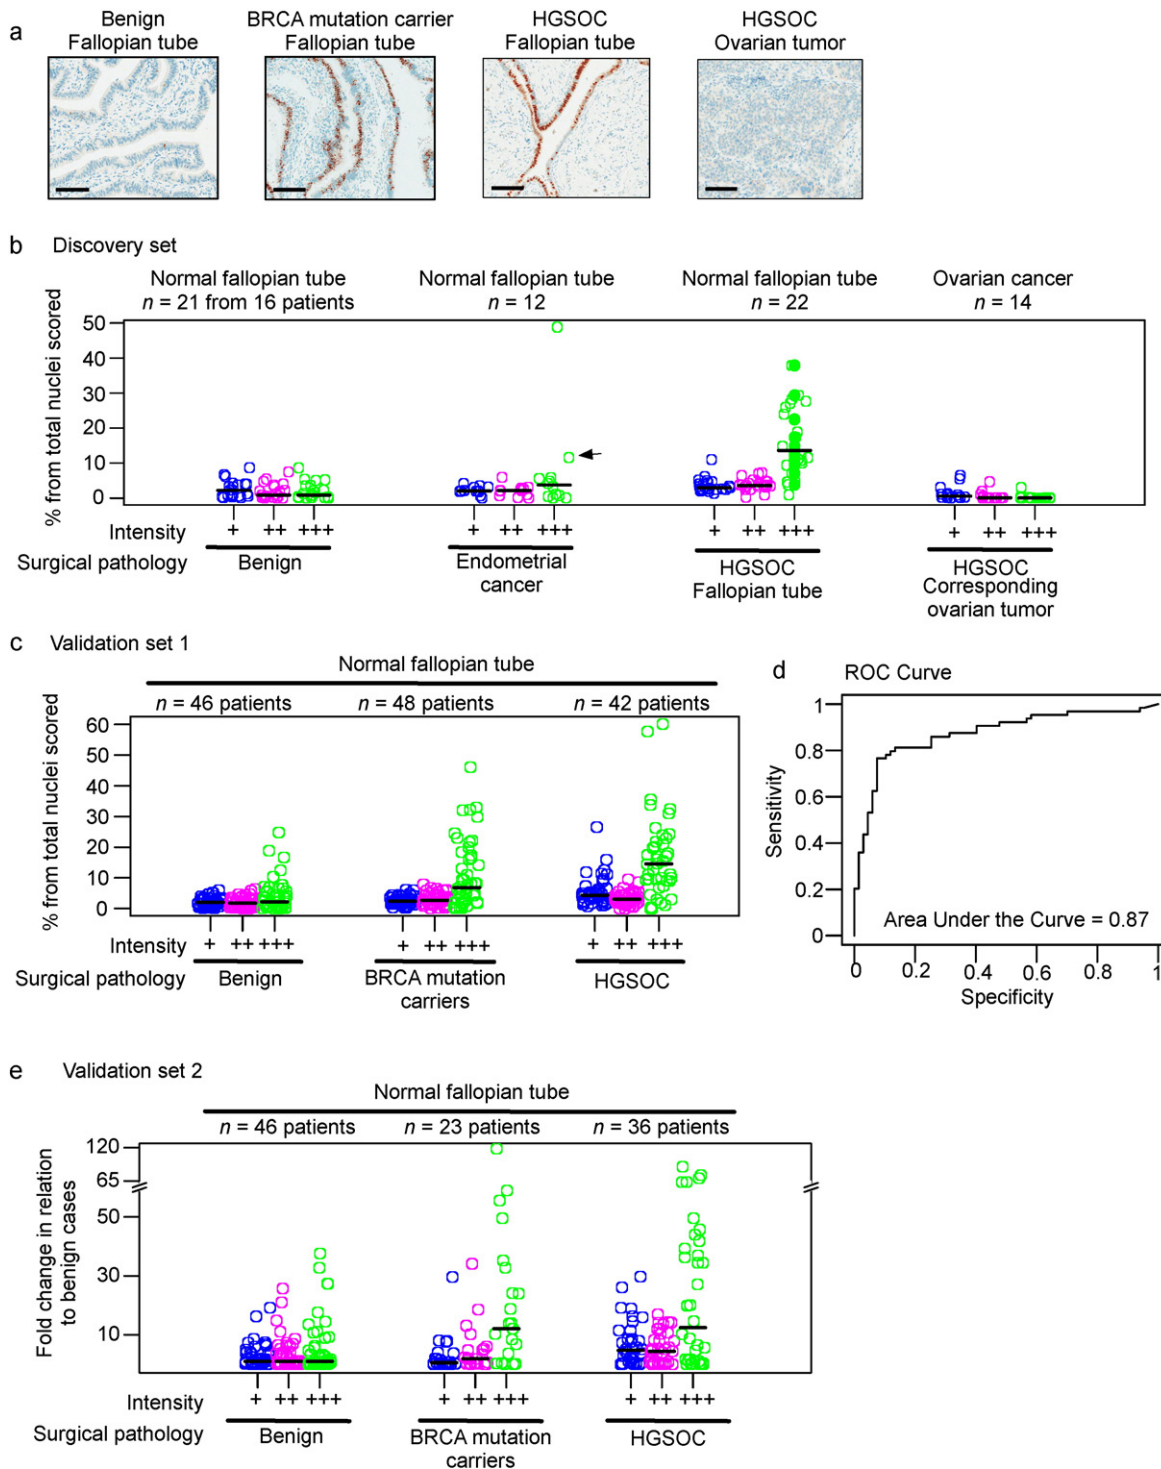 a
Benign
Fallopian tube
BRCA mutation carrier
Fallopian tube
HGSOC
Fallopian tube
HGSOC
Ovarian tumor
b Discovery set
Normal fallopian tube
n = 21 from 16 patients
Normal fallopian tube
n = 12
Normal fallopian tube
n = 22
Ovarian cancer
n = 14
% from total nuclei scored
50
40
30
20
10
0
Intensity + ++ +++ + ++ +++ + ++ +++ + ++ +++
Surgical pathology
Benign
Endometrial
cancer
HGSOC
Fallopian tube
HGSOC
Corresponding
ovarian tumor
c Validation set 1
Normal fallopian tube
n = 46 patients n = 48 patients n = 42 patients
% from total nuclei scored
60
50
40
30
20
10
0
Intensity + ++ +++ + ++ +++ + ++ +++
Surgical pathology
Benign
BRCA mutation
carriers
HGSOC
d ROC Curve
Sensitivity
1
0.8
0.6
0.4
0.2
0
Area Under the Curve = 0.87
0 0.2 0.4 0.6 0.8 1
Specificity
e Validation set 2
Normal fallopian tube
n = 46 patients n = 23 patients n = 36 patients
Fold change in relation
to benign cases
120
65
50
30
10
Intensity + ++ +++ + ++ +++ + ++ +++
Surgical pathology
Benign
BRCA mutation
carriers
HGSOC